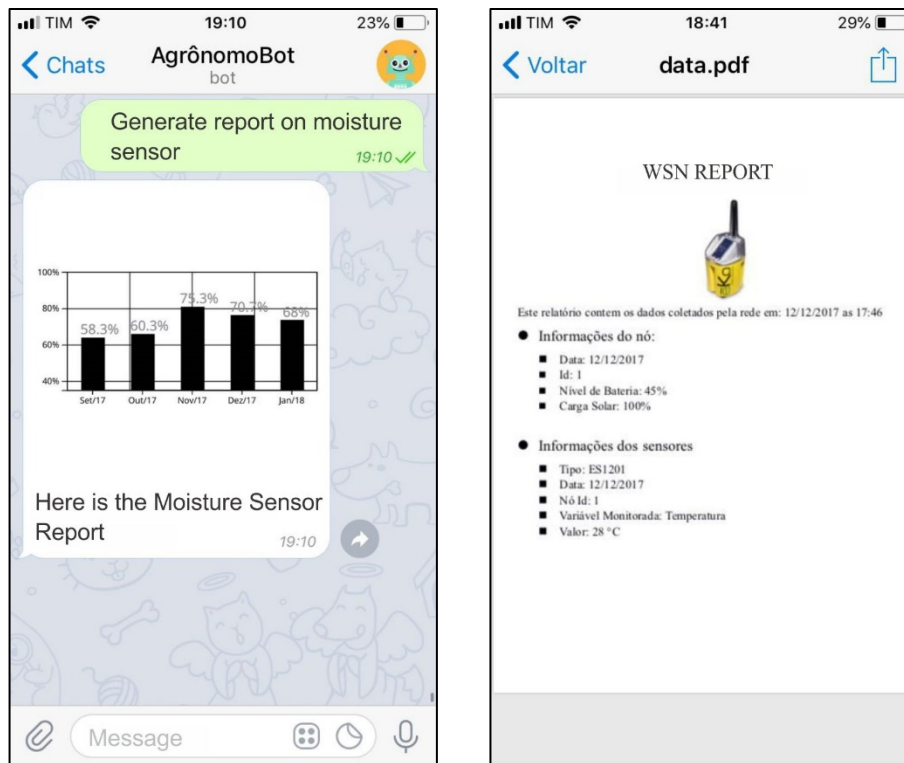 TIM 19:10 23%
Chats AgrônomoBot
bot
Generate report on moisture
sensor 19:10
100%
80%
60%
40%
58.3% 60.3% 75.3% 70.7% 68%
Set/17 Out/17 Nov/17 Dez/17 Jan/18
Here is the Moisture Sensor
Report 19:10
Message
TIM 18:41 29%
Voltar data.pdf
WSN REPORT
Este relatório contem os dados coletados pela rede em: 12/12/2017 as 17:46
Informações do nó:
Data: 12/12/2017
Id: 1
Nível de Bateria: 45%
Carga Solar: 100%
Informações dos sensores
Tipo: ES1201
Data: 12/12/2017
Nó Id: 1
Variável Monitorada: Temperatura
Valor: 28 °C